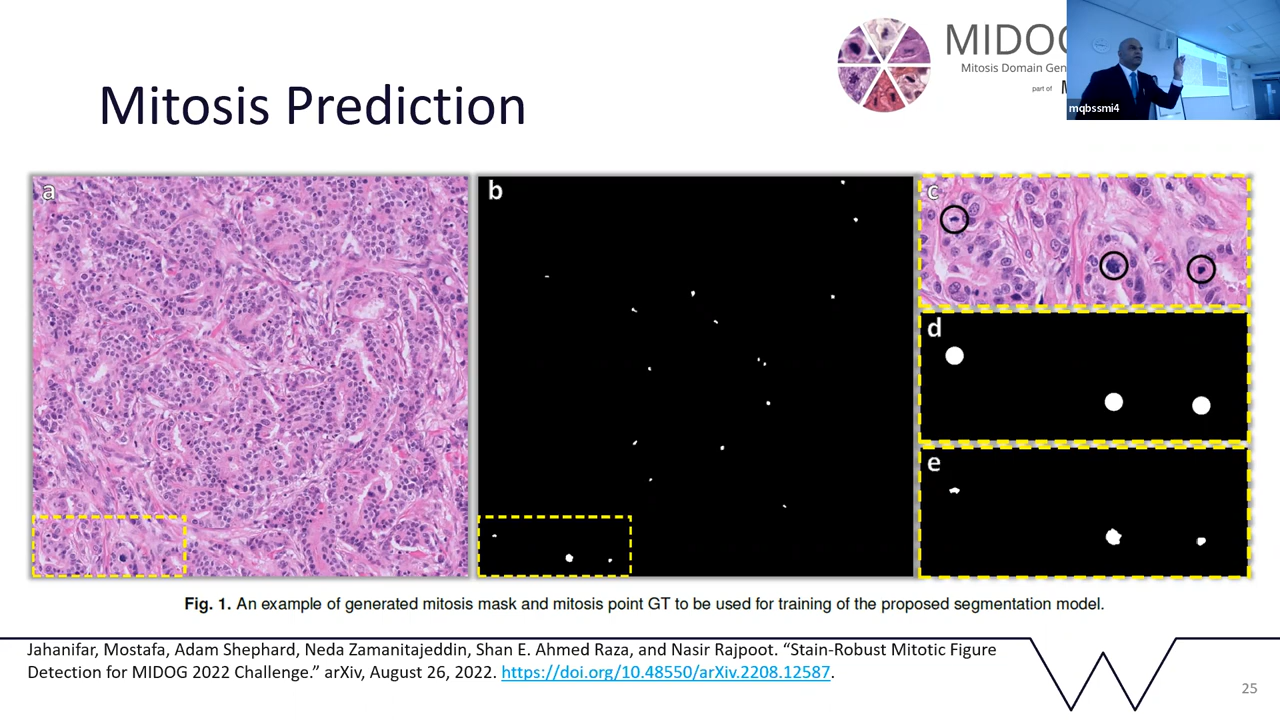 MIDOG
Mitosis Domain Gen
part of
mqbssmi4
Mitosis Prediction
a
b
c
d
e
Fig. 1. An example of generated mitosis mask and mitosis point GT to be used for training of the proposed segmentation model.
Jahanifar, Mostafa, Adam Shephard, Neda Zamanitajeddin, Shan E. Ahmed Raza, and Nasir Rajpoot. “Stain-Robust Mitotic Figure
Detection for MIDOG 2022 Challenge.” arXiv, August 26, 2022. https://doi.org/10.48550/arXiv.2208.12587.
25